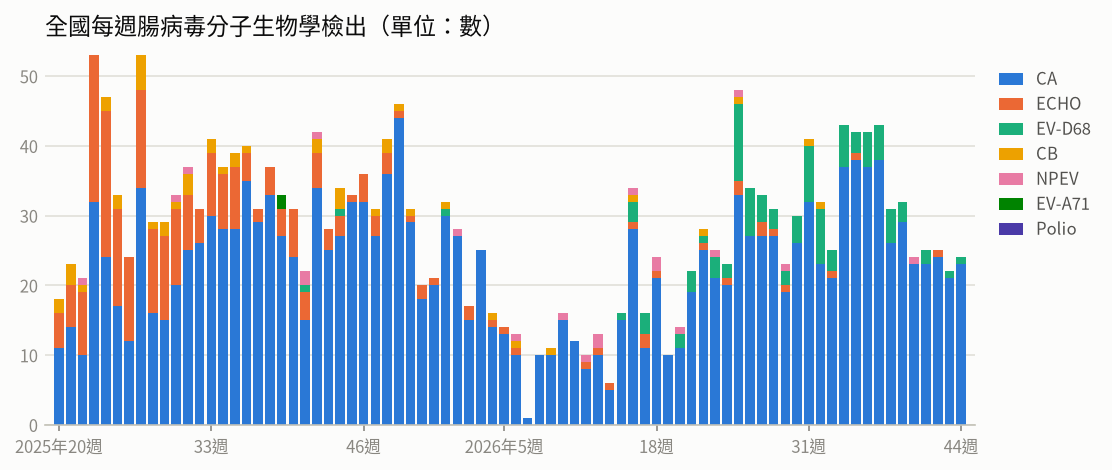 全國每週腸病毒分子生物學檢出（單位：數）
50
40
30
20
10
0
2025年20週
33週
46週
2026年5週
18週
31週
44週
CA
ECHO
EV-D68
CB
NPEV
EV-A71
Polio